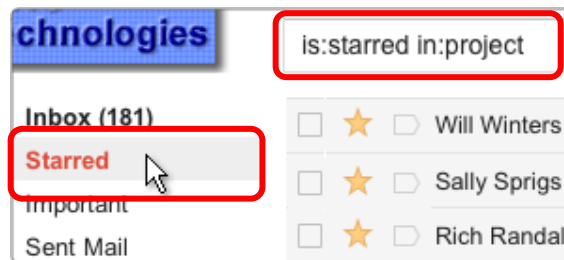 chnologies
is:starred in:project
Inbox (181)
Starred
Important
Sent Mail
Will Winters
Sally Sprigs
Rich Randal